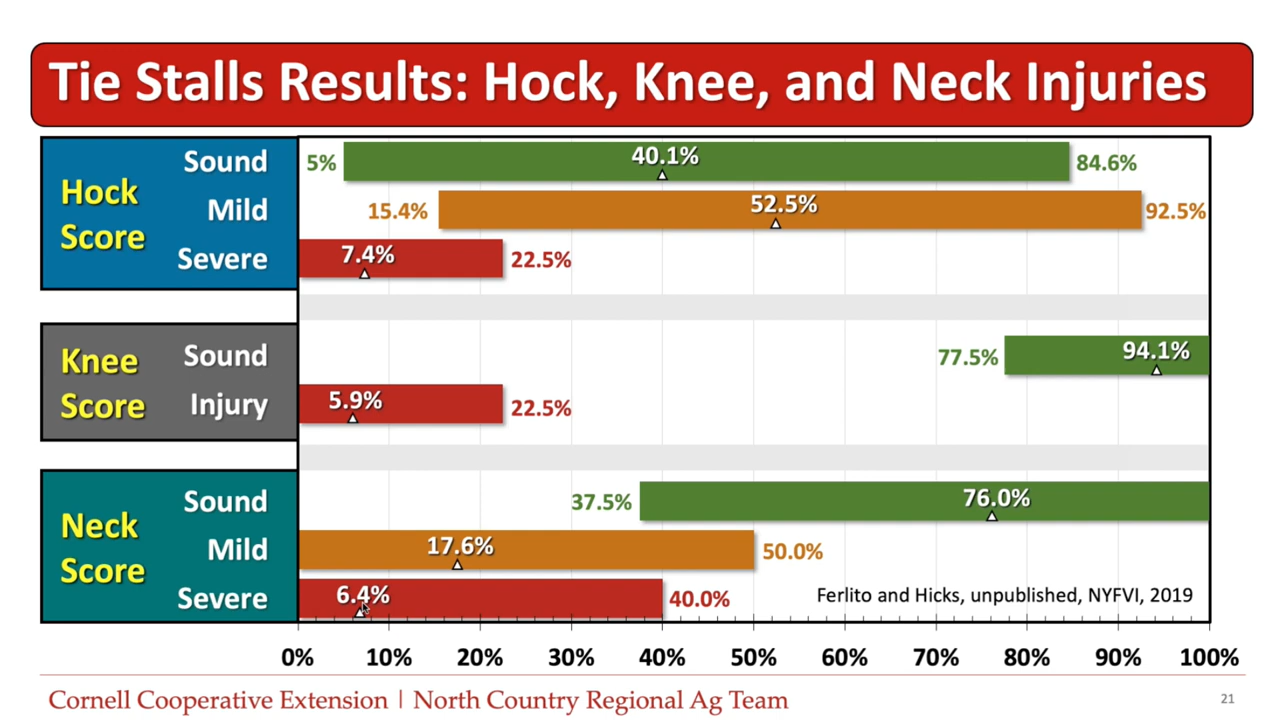 Tie Stalls Results: Hock, Knee, and Neck Injuries
Hock
Score
Sound
5%
40.1%
84.6%
Mild
15.4%
52.5%
92.5%
Severe
7.4%
22.5%
Knee
Score
Sound
77.5%
94.1%
Injury
5.9%
22.5%
Neck
Score
Sound
37.5%
76.0%
Mild
17.6%
50.0%
Severe
6.4%
40.0%
Ferlito and Hicks, unpublished, NYFVI, 2019
0% 10% 20% 30% 40% 50% 60% 70% 80% 90% 100%
Cornell Cooperative Extension | North Country Regional Ag Team
21